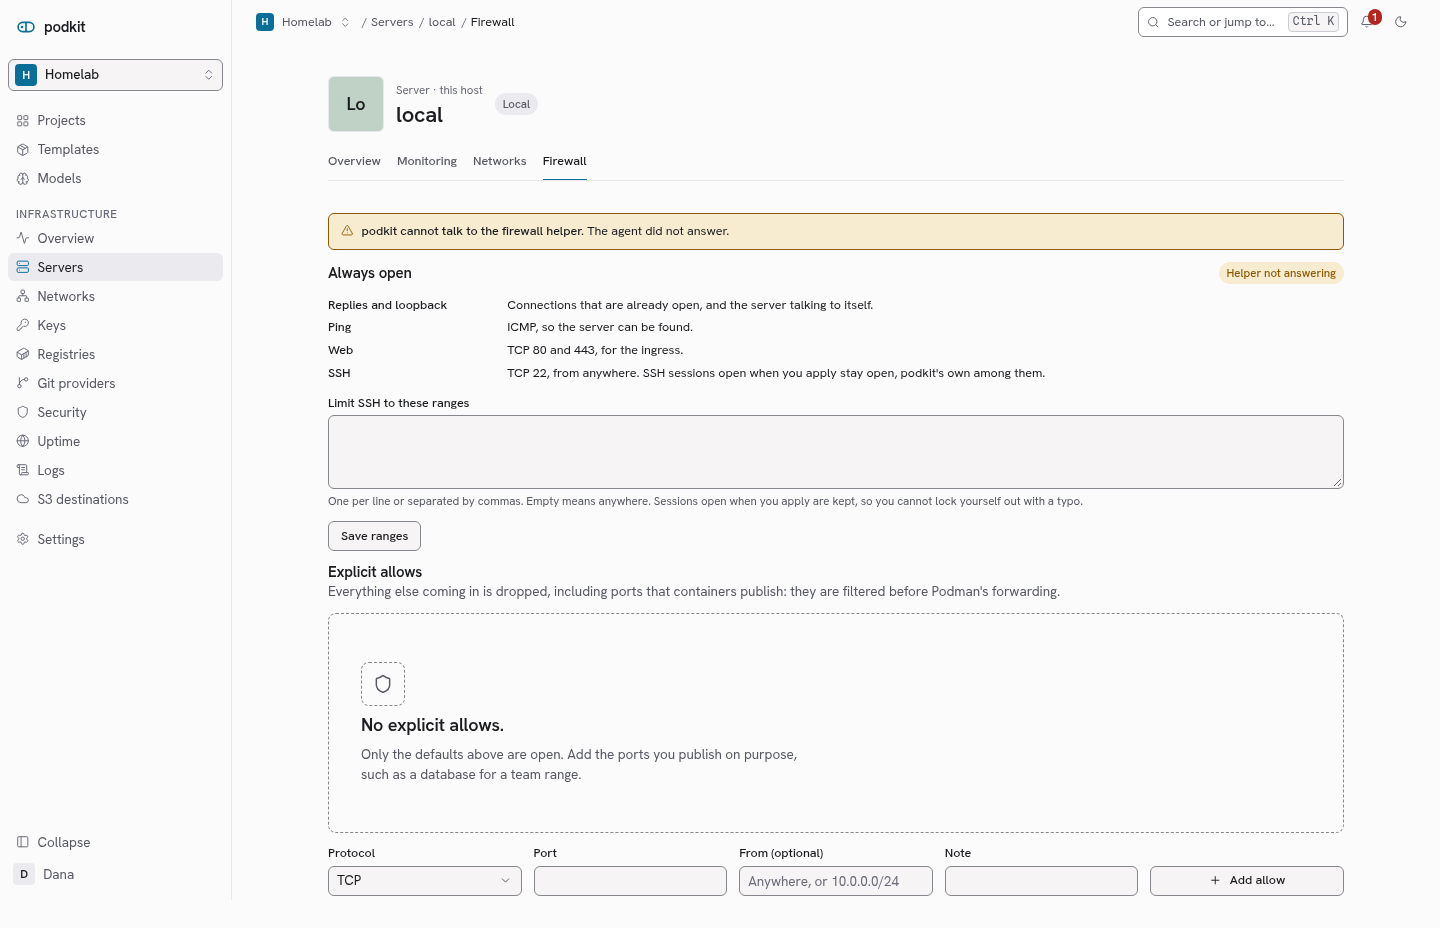 podkit
H Homelab
Projects
Templates
Models
INFRASTRUCTURE
Overview
Servers
Networks
Keys
Registries
Git providers
Security
Uptime
Logs
S3 destinations
Settings
Collapse
D Dana
H Homelab / Servers / local / Firewall
Search or jump to... Ctrl K
1
Lo
Server · this host
local
Local
Overview Monitoring Networks Firewall
podkit cannot talk to the firewall helper. The agent did not answer.
Always open
Helper not answering
Replies and loopback Connections that are already open, and the server talking to itself.
Ping ICMP, so the server can be found.
Web TCP 80 and 443, for the ingress.
SSH TCP 22, from anywhere. SSH sessions open when you apply stay open, podkit's own among them.
Limit SSH to these ranges
One per line or separated by commas. Empty means anywhere. Sessions open when you apply are kept, so you cannot lock yourself out with a typo.
Save ranges
Explicit allows
Everything else coming in is dropped, including ports that containers publish: they are filtered before Podman's forwarding.
No explicit allows.
Only the defaults above are open. Add the ports you publish on purpose,
such as a database for a team range.
Protocol Port From (optional) Note
TCP Anywhere, or 10.0.0.0/24 Add allow